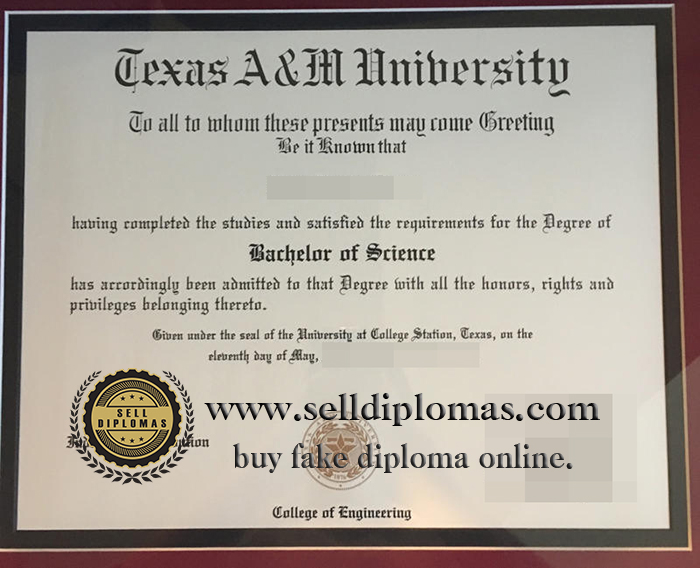 Texas A&M University
To all to whom these presents may come Greeting
Be it Known that
having completed the studies and satisfied the requirements for the Degree of
Bachelor of Science
has accordingly been admitted to that Degree with all the honors, rights and
privileges belonging thereto.
Given under the seal of the University at College Station, Texas, on the
eleventh day of May,
SELL
DIPLOMAS
www.selldiplomas.com
buy fake diploma online.
1876
College of Engineering